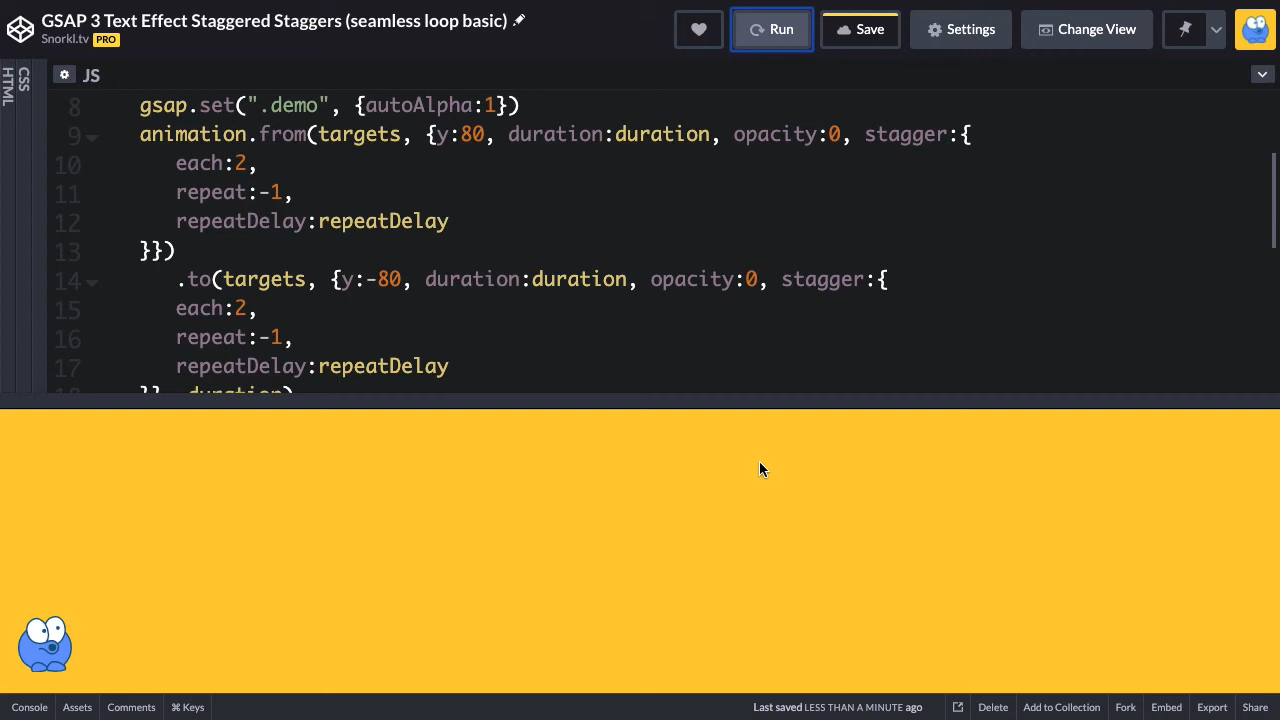 GSAP 3 Text Effect Staggered Staggers (seamless loop basic)
Snorkl.tv PRO
Run
Save
Settings
Change View
HTML
CSS
JS
8 gsap.set(".demo", {autoAlpha:1})
9 animation.from(targets, {y:80, duration:duration, opacity:0, stagger:{
10 each:2,
11 repeat:-1,
12 repeatDelay:repeatDelay
13 }})
14 .to(targets, {y:-80, duration:duration, opacity:0, stagger:{
15 each:2,
16 repeat:-1,
17 repeatDelay:repeatDelay
Console Assets Comments ⌘ Keys Last saved LESS THAN A MINUTE ago Delete Add to Collection Fork Embed Export Share